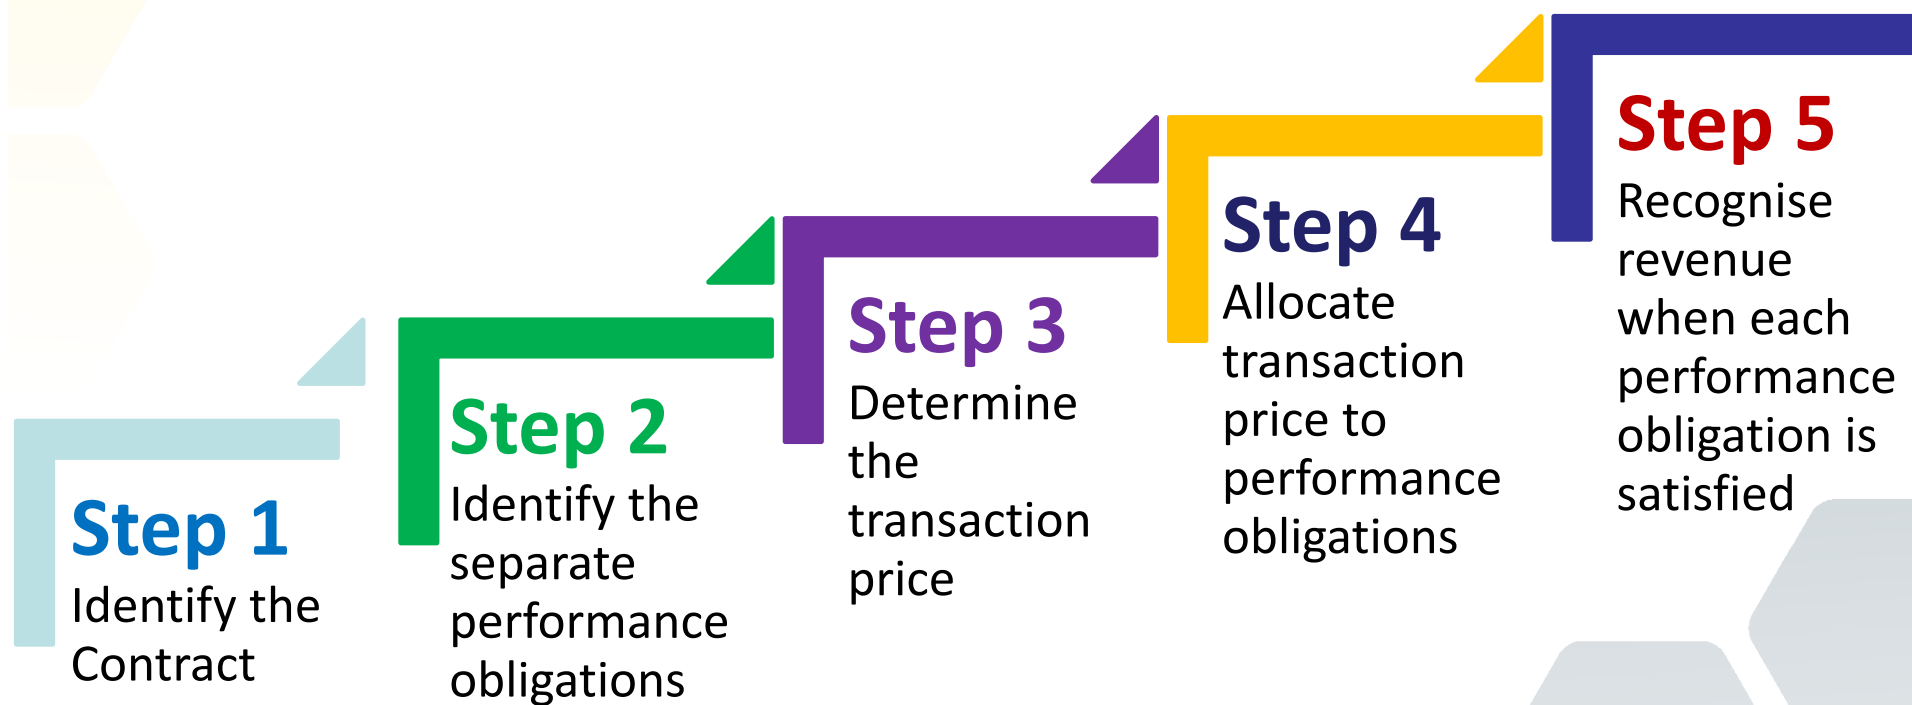 Step 1
Identify the
Contract
Step 2
Identify the
separate
performance
obligations
Step 3
Determine
the
transaction
price
Step 4
Allocate
transaction
price to
performance
obligations
Step 5
Recognise
revenue
when each
performance
obligation is
satisfied